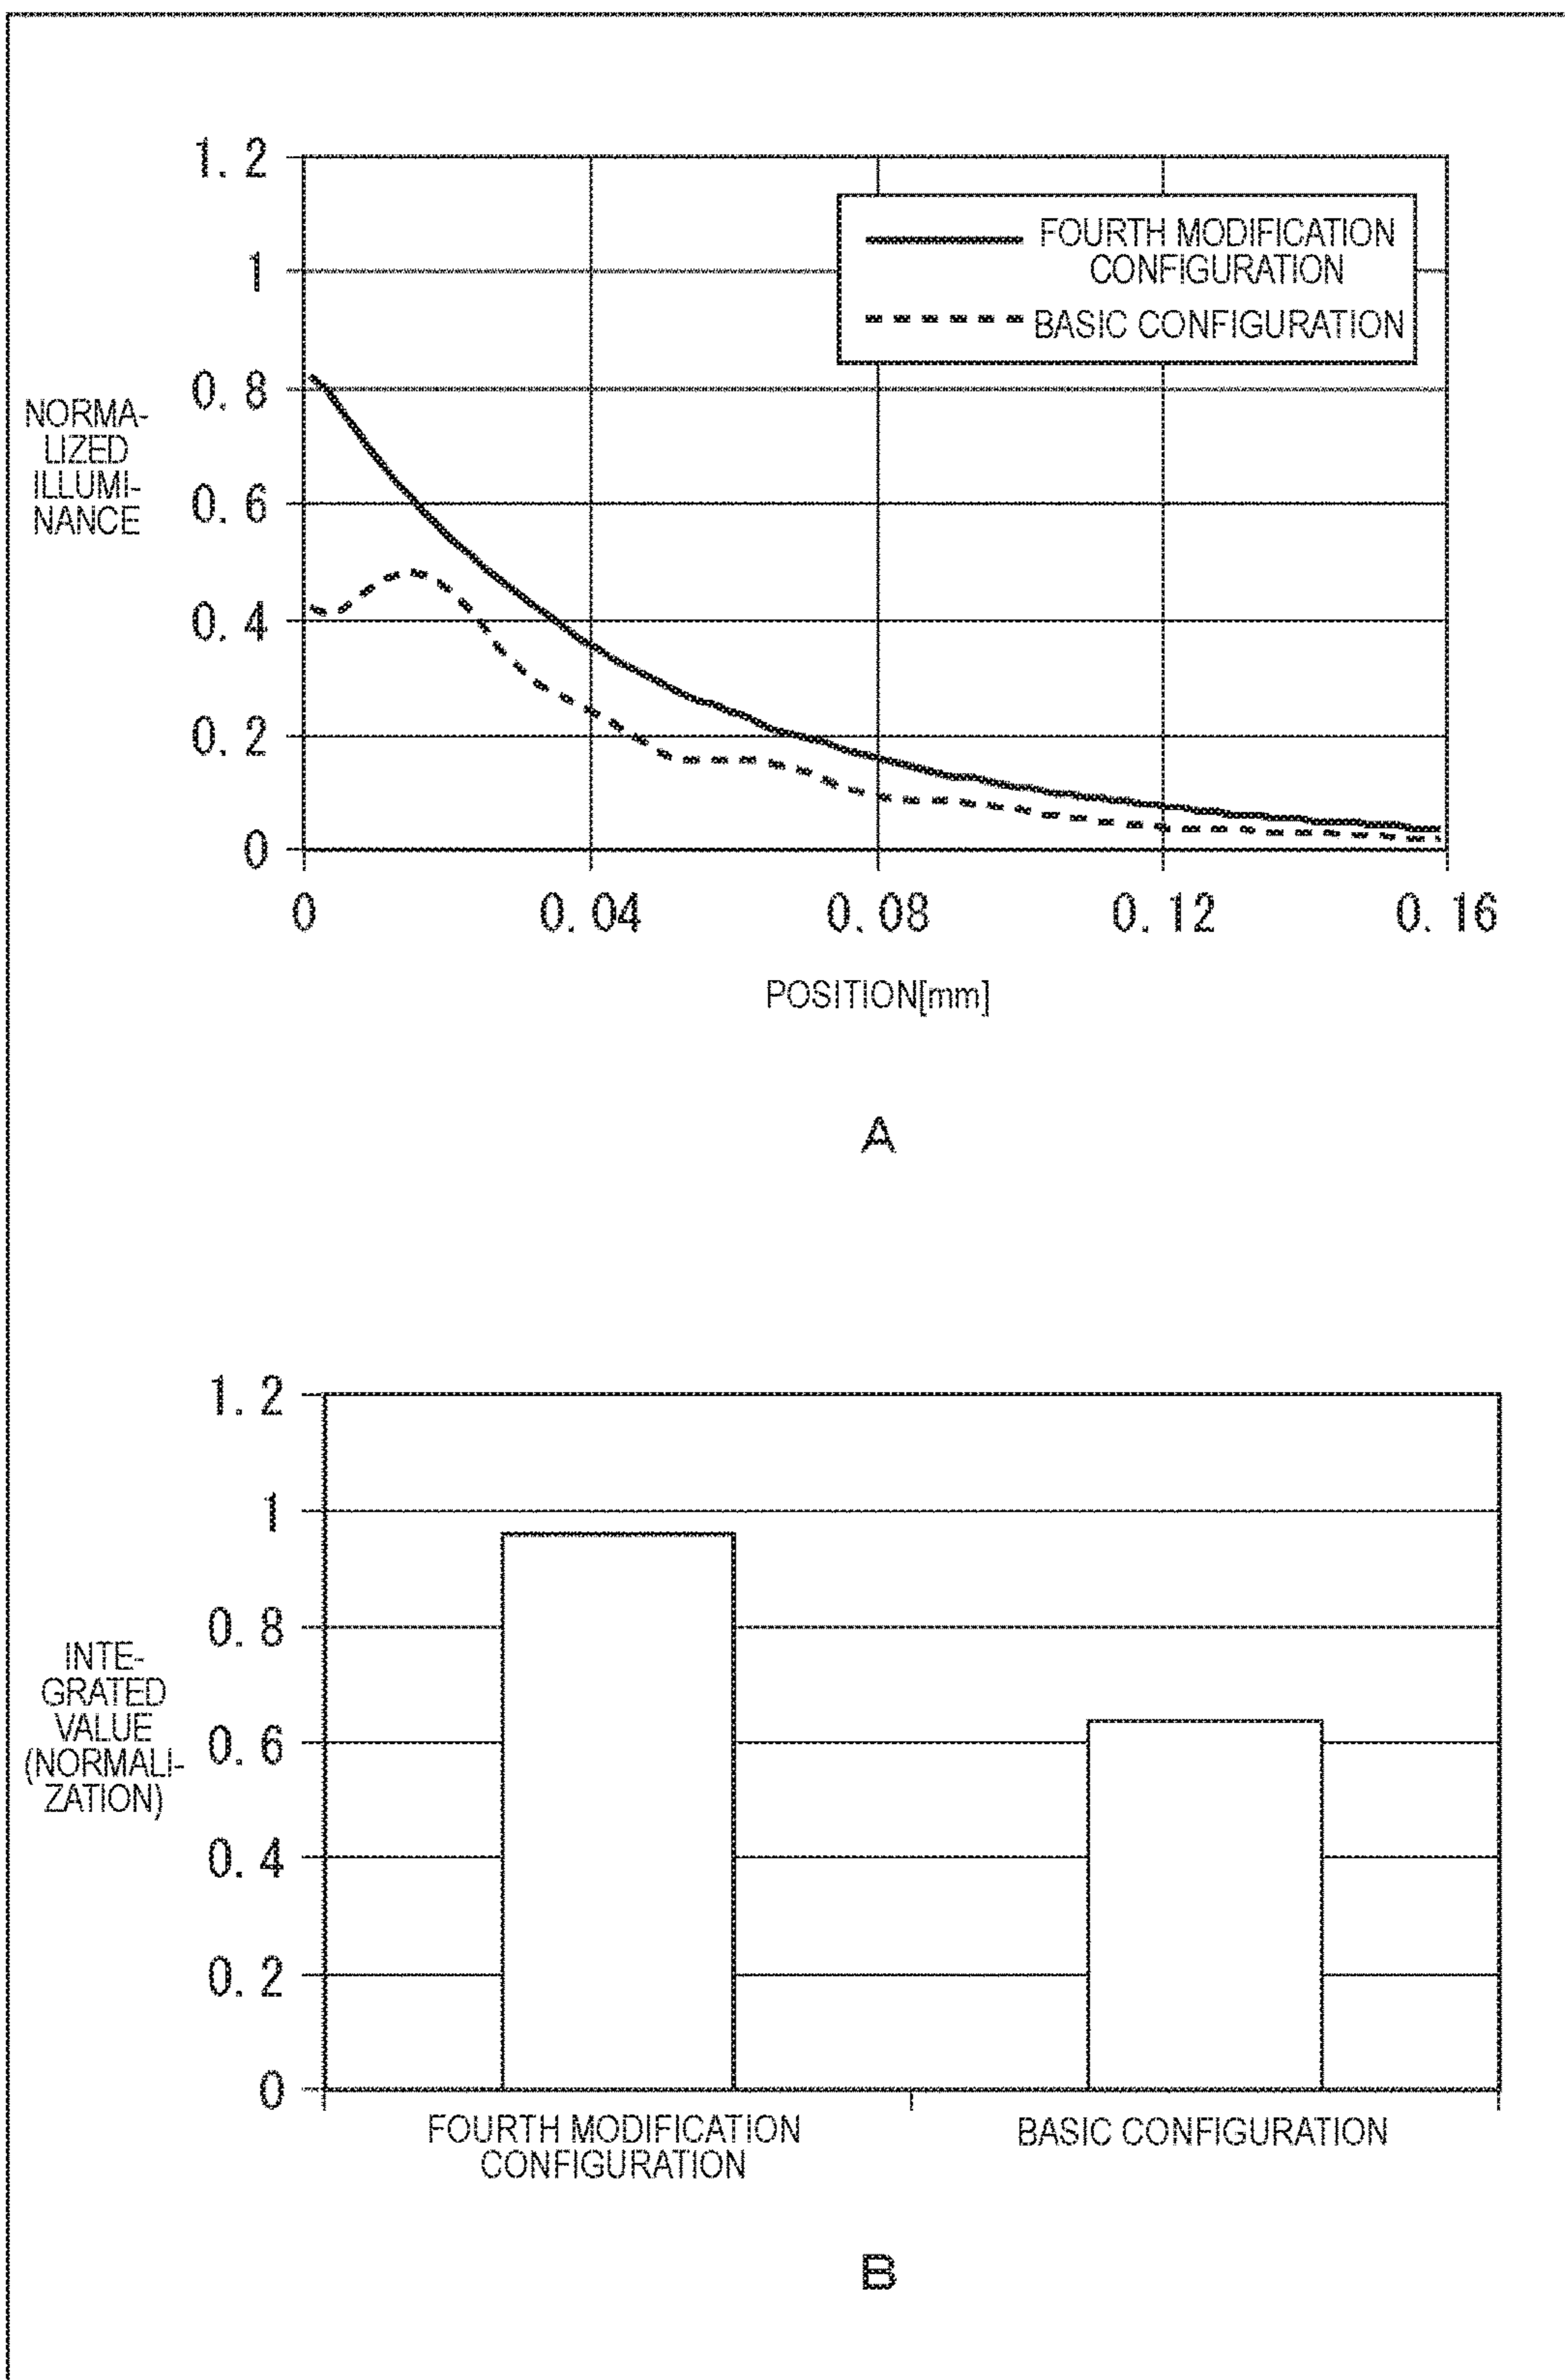 1.2
1
0.8
0.6
0.4
0.2
0
NORMA-
LIZED
ILLUMI-
NANCE
FOURTH MODIFICATION
CONFIGURATION
BASIC CONFIGURATION
0 0.04 0.08 0.12 0.16
POSITION[mm]
A
1.2
1
0.8
0.6
0.4
0.2
0
INTE-
GRATED
VALUE
(NORMALI-
ZATION)
FOURTH MODIFICATION
CONFIGURATION
BASIC CONFIGURATION
B